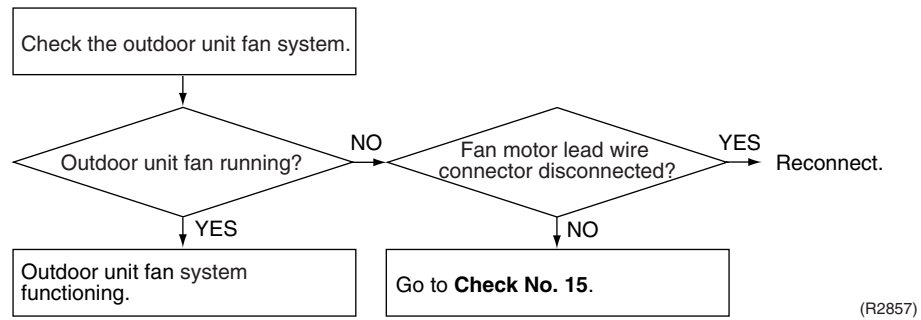 Check the outdoor unit fan system.
Outdoor unit fan running?
NO
Fan motor lead wire
connector disconnected?
YES
Reconnect.
YES
NO
Outdoor unit fan system
functioning.
Go to Check No. 15.
(R2857)